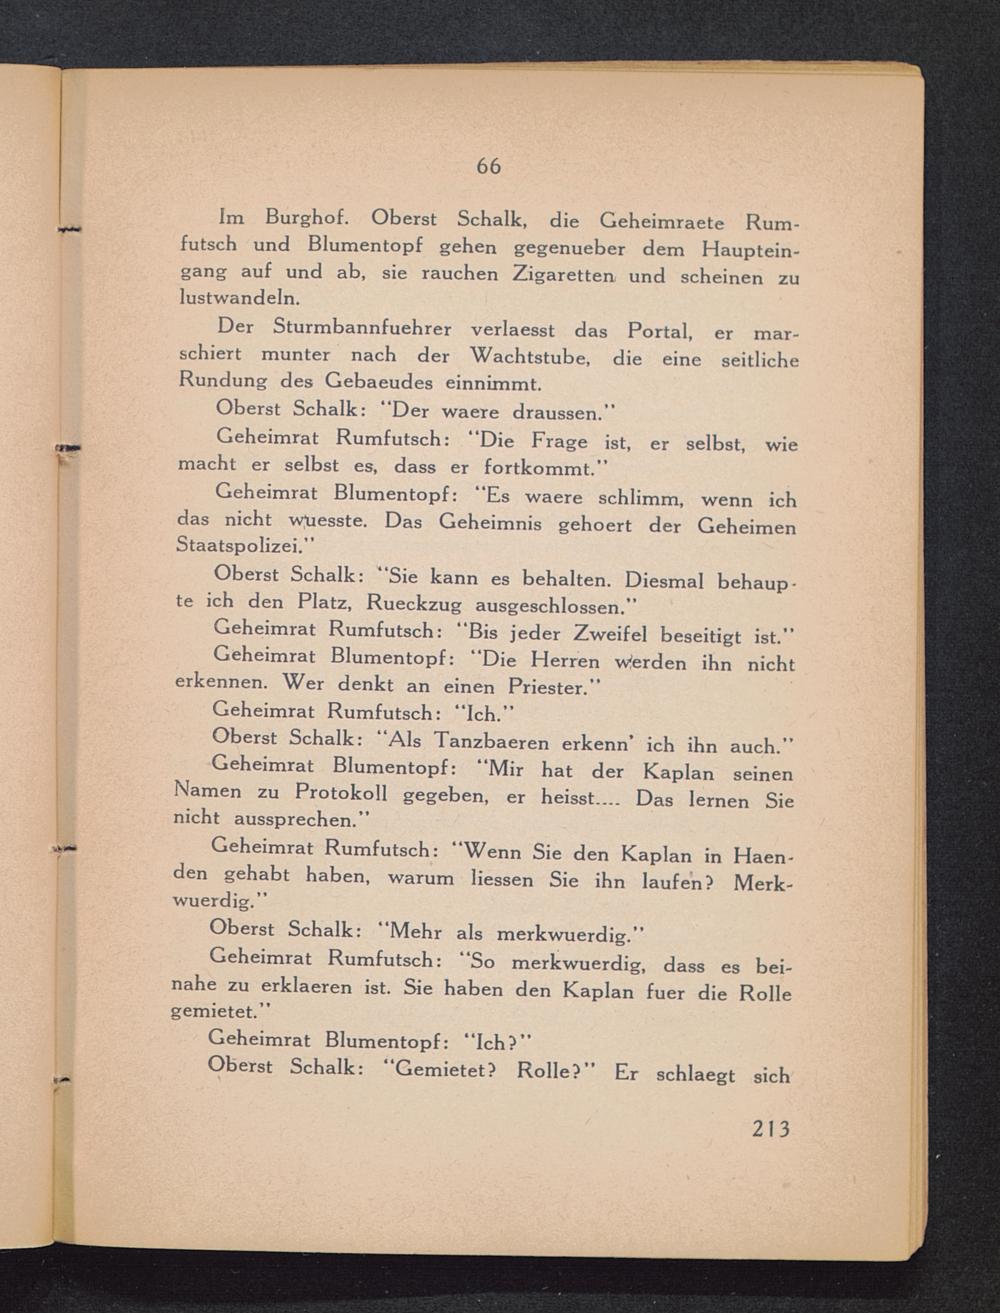 66
Im Burghof. Oberst Schalk, die Geheimraete Rum-
futsch und Blumentopf gehen gegenueber dem Hauptein-
gang auf und ab, sie rauchen Zigaretten und scheinen zu
lustwandeln.
Der Sturmbannfuehrer verlaesst das Portal, er mar-
schiert munter nach der Wachtstube, die eine seitliche
Rundung des Gebaeudes einnimmt.
Oberst Schalk: “Der waere draussen.”
Geheimrat Rumfutsch: “Die Frage ist, er selbst, wie
macht er selbst es, dass er fortkommt.”
Geheimrat Blumentopf: “Es waere schlimm, wenn ich
das nicht wuesste. Das Geheimnis gehoert der Geheimen
Staatspolizei.”
Oberst Schalk: “Sie kann es behalten. Diesmal behaup-
te ich den Platz, Rueckzug ausgeschlossen.”
Geheimrat Rumfutsch: “Bis jeder Zweifel beseitigt ist.”
Geheimrat Blumentopf: “Die Herren werden ihn nicht
erkennen. Wer denkt an einen Priester.”
Geheimrat Rumfutsch: “Ich.”
Oberst Schalk: “Als Tanzbaeren erkenn’ ich ihn auch.”
Geheimrat Blumentopf: “Mir hat der Kaplan seinen
Namen zu Protokoll gegeben, er heisst.... Das lernen Sie
nicht aussprechen.”
Geheimrat Rumfutsch: “Wenn Sie den Kaplan in Haen-
den gehabt haben, warum liessen Sie ihn laufen? Merk-
wuerdig.”
Oberst Schalk: “Mehr als merkwuerdig.”
Geheimrat Rumfutsch: “So merkwuerdig, dass es bei-
nahe zu erklaeren ist. Sie haben den Kaplan fuer die Rolle
gemietet.”
Geheimrat Blumentopf: “Ich?”
Oberst Schalk: “Gemietet? Rolle?” Er schlaegt sich
213